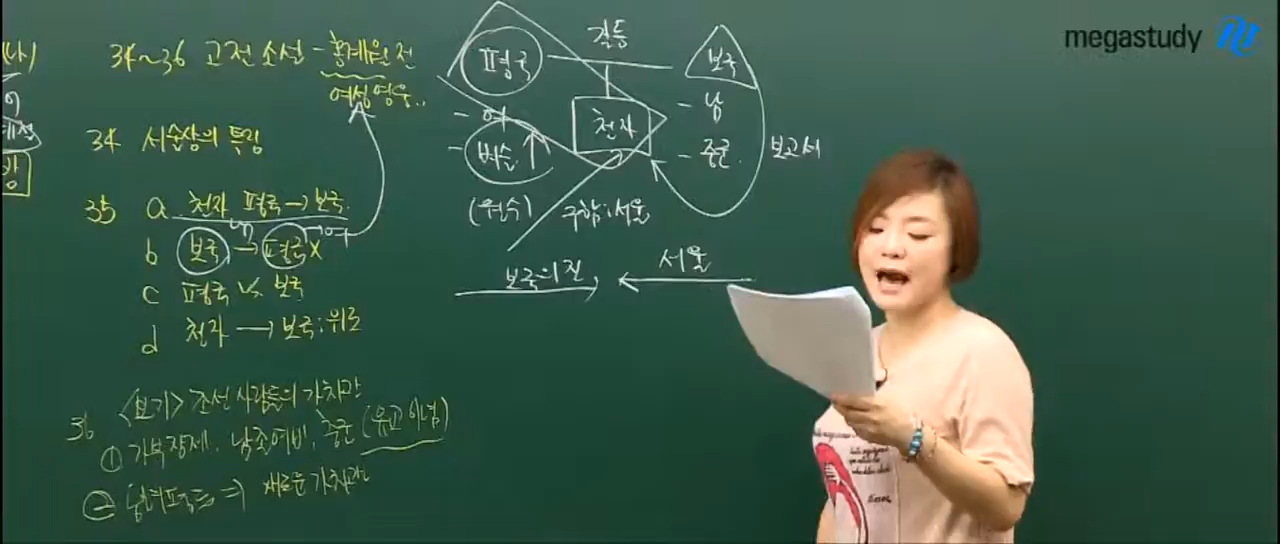 (나)
34~36 고전소설 - 홍계월전
여성영웅..
34 서술상의 특징
35 a 천자 평국 → 보국.
b 보국 → 평국 X
→ 여
c 평국 vs. 보국
d 천자 → 보국 : 위로
36 <보기> 조선 사람들의 가치관
① 가부장제, 남존여비, 충군 (유교이념)
② 남녀평등 ⇒ 새로운 가치관
평국
갈등
보국
- 여
- 벼슬 ↑
(원수)
천자
- 남
- 충군.
보고서
구함:서울
보국의진
서울
megastudy